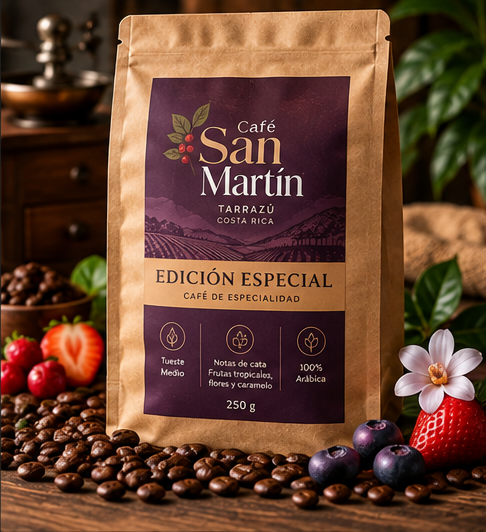 Café
San
Martín
TARRAZÚ
COSTA RICA
EDICIÓN ESPECIAL
CAFÉ DE ESPECIALIDAD
Tueste
Medio
Notas de cata
Frutas tropicales,
flores y caramelo
100%
Arábica
250 g